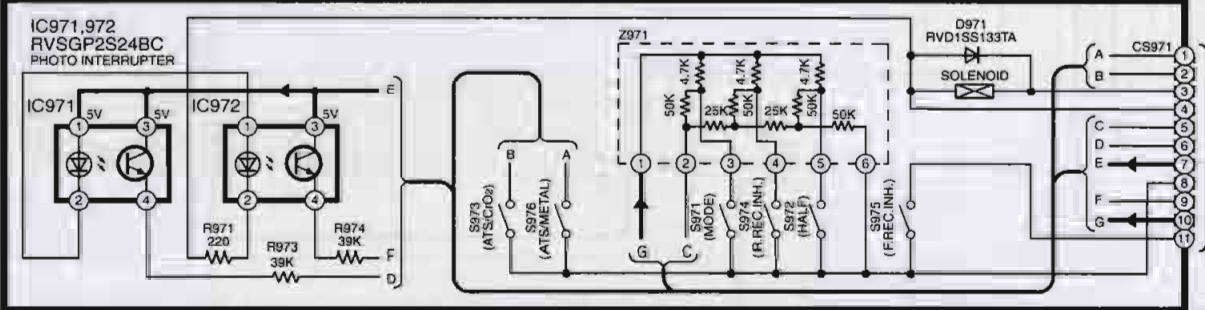 IC971,972
RVSGP2S24BC
PHOTO INTERRUPTER
IC971
1
5V
3
2
4
IC972
1
5V
3
2
4
R971
220
R973
39K
R974
39K
E
F
D
B
A
S973
(ATS/CrO2)
S976
(ATS/METAL)
Z971
4.7K
4.7K
4.7K
50K
50K
50K
25K
25K
50K
1
2
3
4
5
6
G
C
S971
(MODE)
S974
(R.REC.INH.)
S972
(HALF)
S975
(F.REC.INH.)
D971
RVD1SS133TA
SOLENOID
CS971
A
B
C
D
E
F
G
1
2
3
4
5
6
7
8
9
10
11